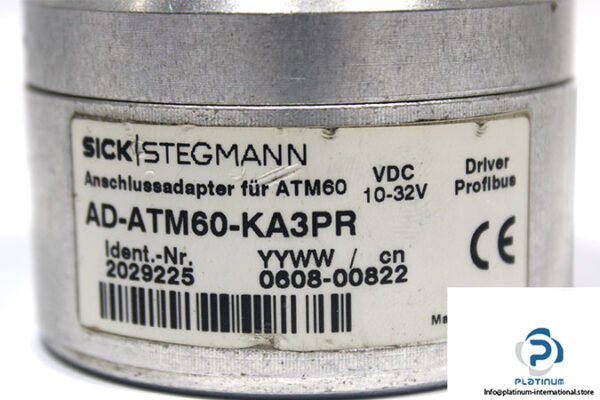 SICK|STEGMANN
Anschlussadapter für ATM60
VDC
10-32V
Driver
Profibus
AD-ATM60-KA3PR
Ident.-Nr.
2029225
YYWW / cn
0608-00822
CE
Ma
PLATINUM
Info@platinum-international.store